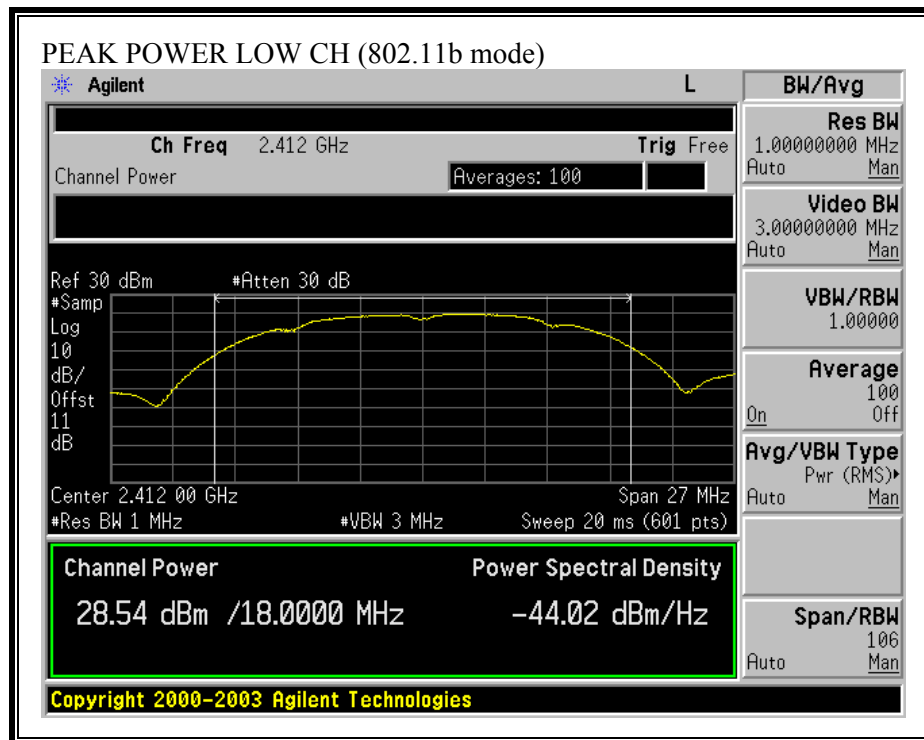 PEAK POWER LOW CH (802.11b mode)
Agilent L BW/Avg
Ch Freq 2.412 GHz Trig Free
Channel Power Averages: 100
Res BW
1.00000000 MHz
Auto Man
Video BW
3.00000000 MHz
Auto Man
Ref 30 dBm #Atten 30 dB
#Samp
Log
10
dB/
Offst
11
dB
VBW/RBW
1.00000
Average
100
On Off
Avg/VBW Type
Pwr (RMS)
Auto Man
Center 2.412 00 GHz Span 27 MHz
#Res BW 1 MHz #VBW 3 MHz Sweep 20 ms (601 pts)
Channel Power Power Spectral Density
28.54 dBm /18.0000 MHz -44.02 dBm/Hz
Span/RBW
106
Auto Man
Copyright 2000-2003 Agilent Technologies